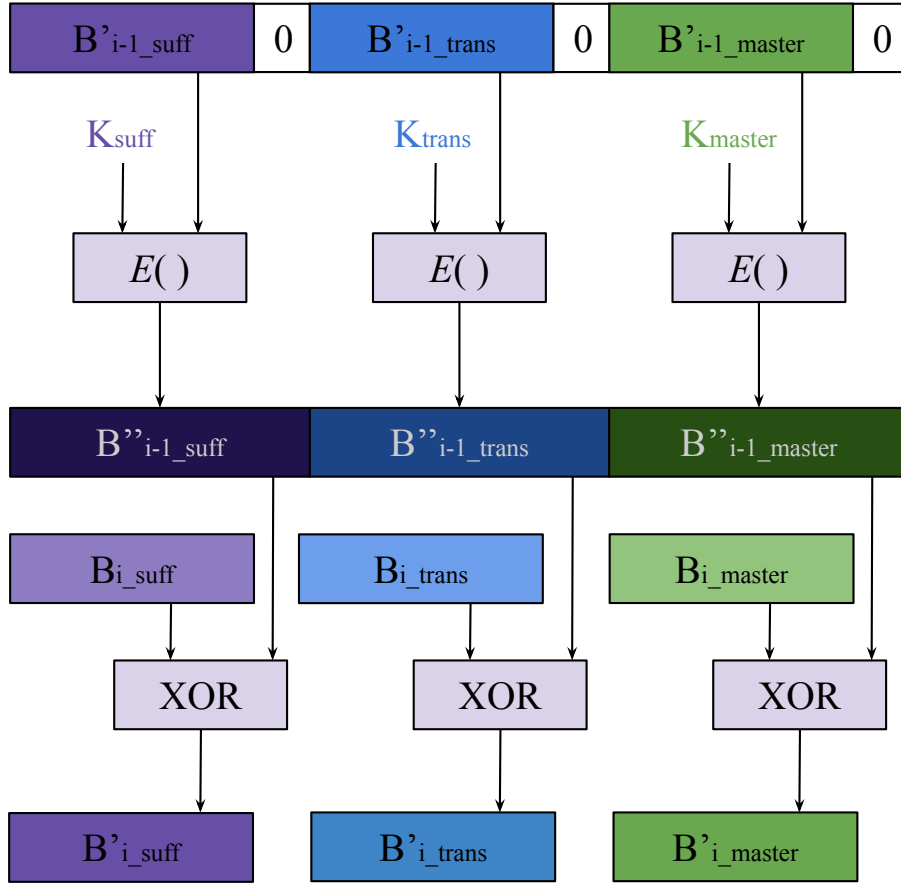 B’i-1_suff 0 B’i-1_trans 0 B’i-1_master 0
Ksuff Ktrans Kmaster
E( ) E( ) E( )
B’’i-1_suff B’’i-1_trans B’’i-1_master
Bi_suff Bi_trans Bi_master
XOR XOR XOR
B’i_suff B’i_trans B’i_master